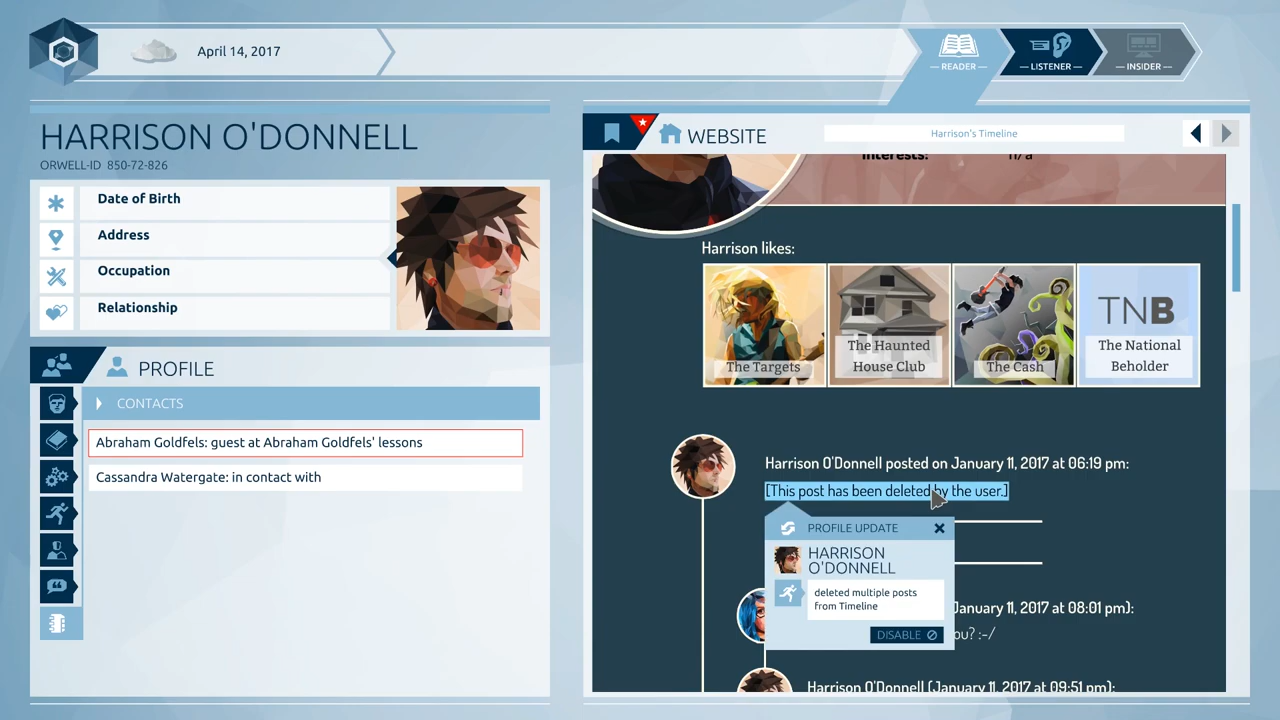 April 14, 2017
— READER —
— LISTENER —
— INSIDER —
HARRISON O'DONNELL
ORWELL-ID 850-72-826
Date of Birth
Address
Occupation
Relationship
PROFILE
CONTACTS
Abraham Goldfels: guest at Abraham Goldfels' lessons
Cassandra Watergate: in contact with
WEBSITE
Harrison's Timeline
Interests: n/a
Harrison likes:
The Targets
The Haunted
House Club
The Cash
TNB
The National
Beholder
Harrison O'Donnell posted on January 11, 2017 at 06:19 pm:
[This post has been deleted by the user.]
PROFILE UPDATE
HARRISON
O'DONNELL
deleted multiple posts
from Timeline
DISABLE
January 11, 2017 at 08:01 pm):
ou? :-/
Harrison O'Donnell (January 11, 2017 at 09:51 pm):